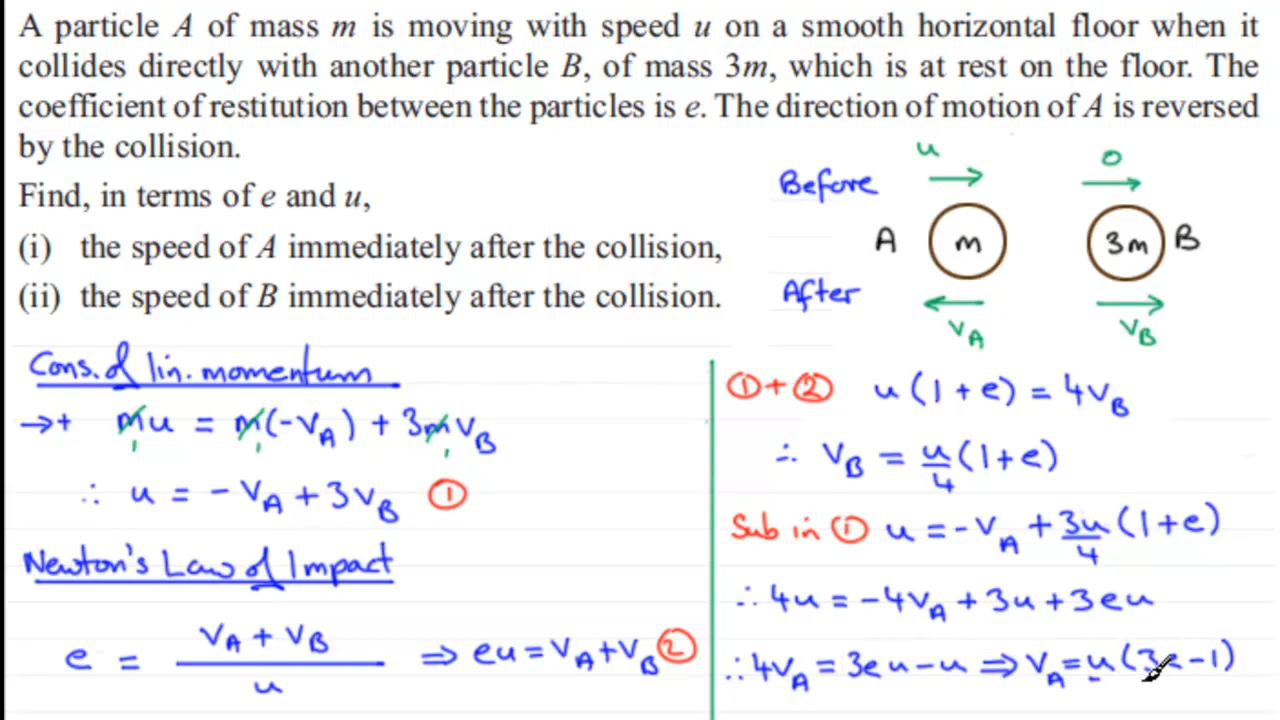 A particle A of mass m is moving with speed u on a smooth horizontal floor when it
collides directly with another particle B, of mass 3m, which is at rest on the floor. The
coefficient of restitution between the particles is e. The direction of motion of A is reversed
by the collision.
Find, in terms of e and u,
(i) the speed of A immediately after the collision,
(ii) the speed of B immediately after the collision.
u 0
Before
A m 3m B
After
V_A V_B
Cons. of lin. momentum
→+ mu = m(-V_A) + 3mV_B
1 1 1
∴ u = -V_A + 3V_B ①
Newton's Law of Impact
e = (V_A + V_B)/u ⇒ eu = V_A + V_B ②
① + ② u(1+e) = 4V_B
∴ V_B = u/4 (1+e)
Sub in ① u = -V_A + 3u/4 (1+e)
∴ 4u = -4V_A + 3u + 3eu
∴ 4V_A = 3eu - u ⇒ V_A = u(3e-1)